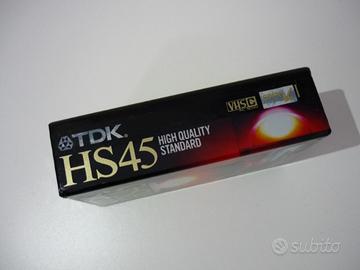 TDK
HS45
HIGH QUALITY
STANDARD
VHS C
subito